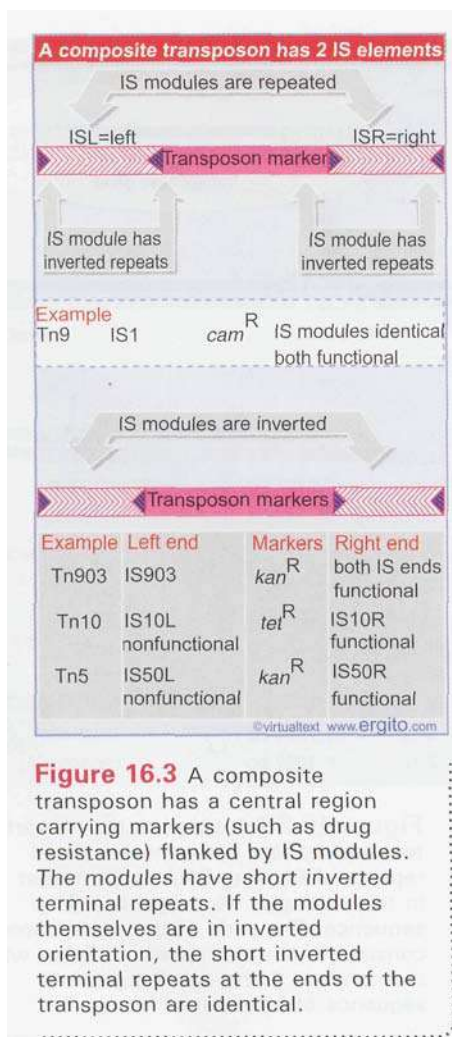 A composite transposon has 2 IS elements
IS modules are repeated
ISL=left ISR=right
Transposon marker
IS module has
inverted repeats
IS module has
inverted repeats
Example
Tn9 IS1 cam^R IS modules identical
both functional
IS modules are inverted
Transposon markers
Example Left end Markers Right end
Tn903 IS903 kan^R both IS ends
functional
Tn10 IS10L tet^R IS10R
nonfunctional functional
Tn5 IS50L kan^R IS50R
nonfunctional functional
©virtualtext www.ergito.com
Figure 16.3 A composite
transposon has a central region
carrying markers (such as drug
resistance) flanked by IS modules.
The modules have short inverted
terminal repeats. If the modules
themselves are in inverted
orientation, the short inverted
terminal repeats at the ends of the
transposon are identical.